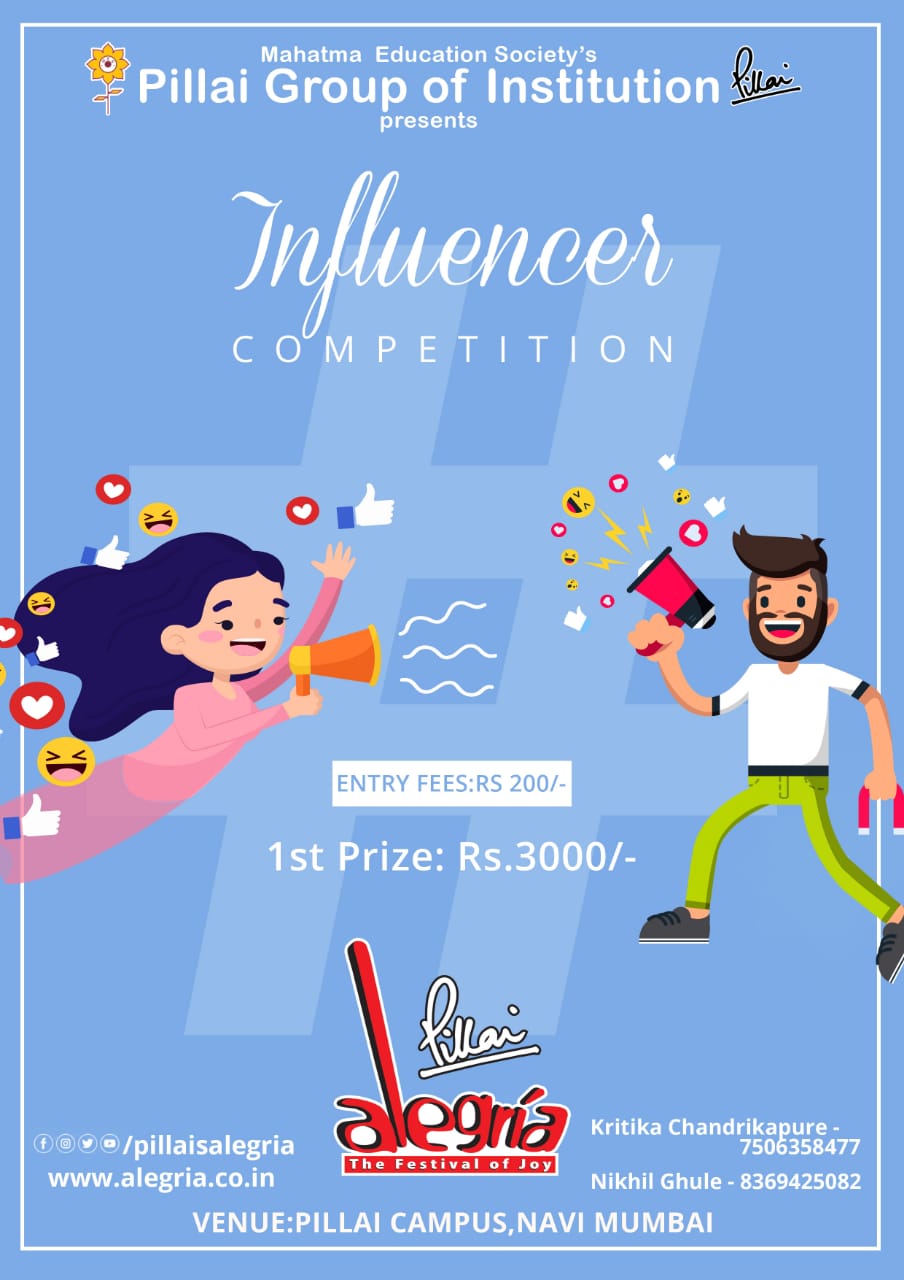 Mahatma Education Society's
Pillai Group of Institution
Pillai
presents
Influencer
COMPETITION
ENTRY FEES:RS 200/-
1st Prize: Rs.3000/-
Pillai
alegría
The Festival of Joy
/pillaisalegria
www.alegria.co.in
Kritika Chandrikapure -
7506358477
Nikhil Ghule - 8369425082
VENUE:PILLAI CAMPUS,NAVI MUMBAI